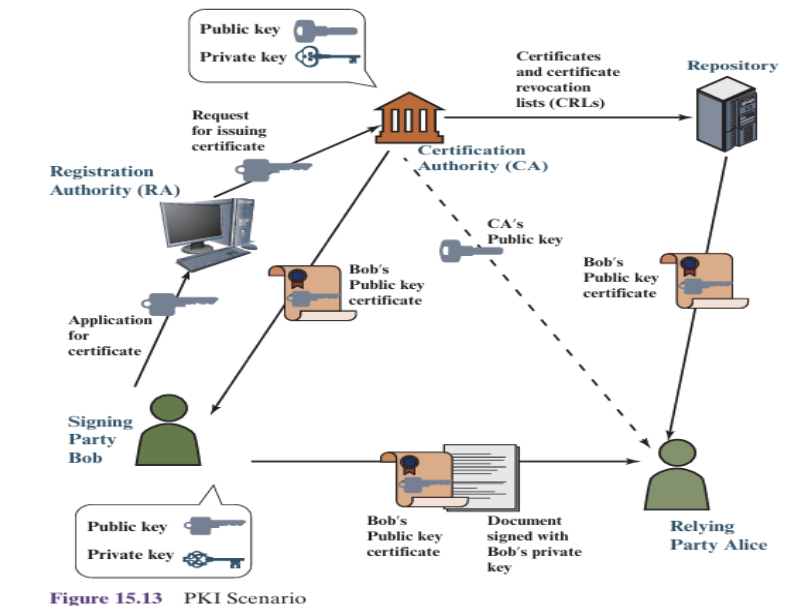 Public key
Private key
Certificates
and certificate
revocation
lists (CRLs)
Repository
Request
for issuing
certificate
Certification
Authority (CA)
Registration
Authority (RA)
CA's
Public key
Bob's
Public key
certificate
Bob's
Public key
certificate
Application
for
certificate
Signing
Party
Bob
Public key
Private key
Bob's
Public key
certificate
Document
signed with
Bob's private
key
Relying
Party Alice
Figure 15.13 PKI Scenario